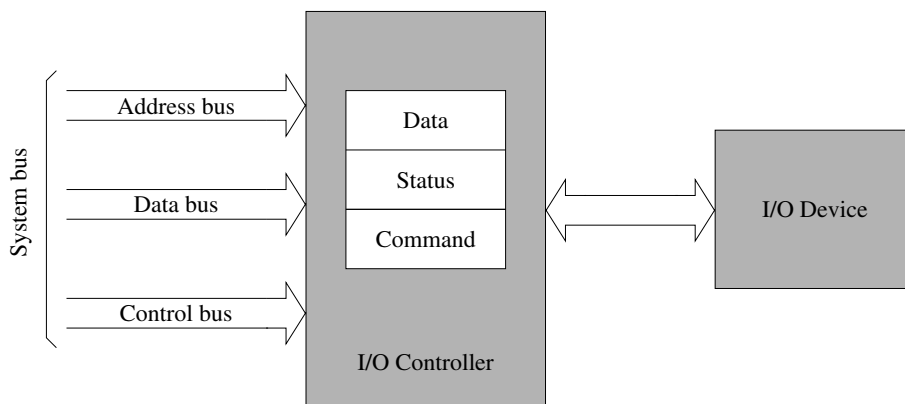 System bus
Address bus
Data bus
Control bus
Data
Status
Command
I/O Controller
I/O Device